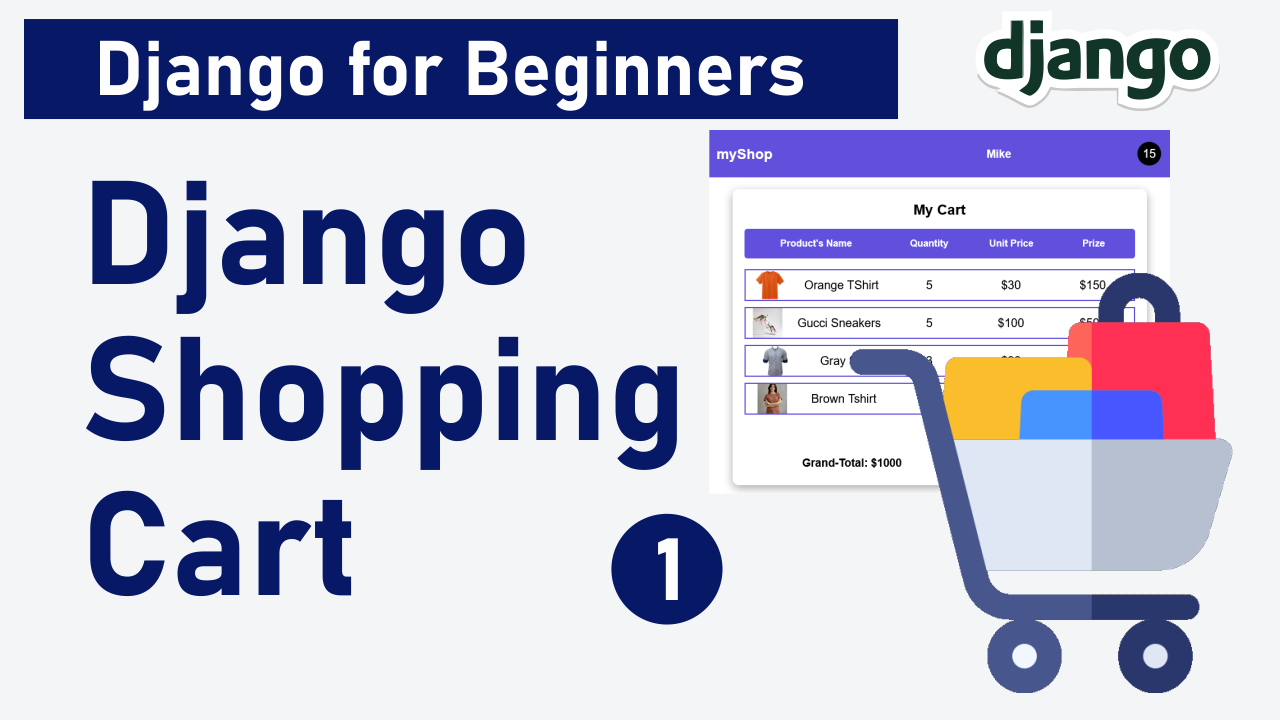 Django for Beginners
django
Django
Shopping
Cart
1
myShop Mike 15
My Cart
Product's Name Quantity Unit Price Prize
Orange TShirt 5 $30 $150
Gucci Sneakers 5 $100
Gray
Brown Tshirt
Grand-Total: $1000